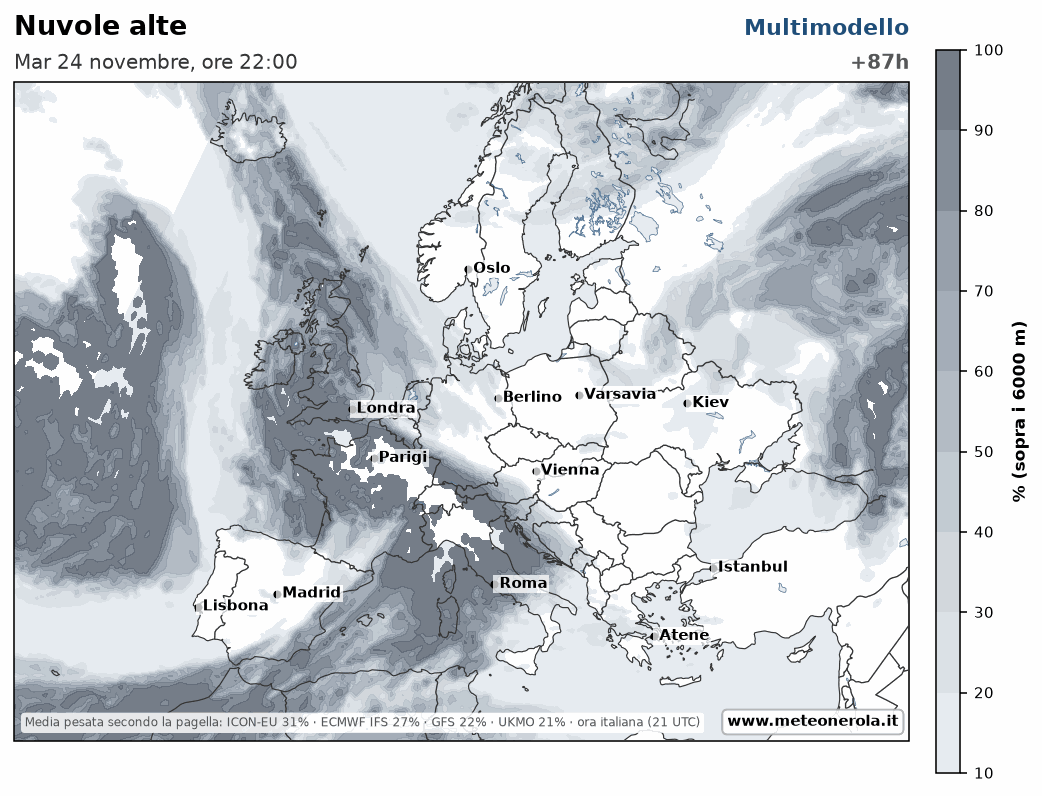 Nuvole alte
Multimodello
Mar 24 novembre, ore 22:00
+87h
Oslo
Londra
Berlino
Varsavia
Kiev
Parigi
Vienna
Istanbul
Roma
Madrid
Lisbona
Atene
Media pesata secondo la pagella: ICON-EU 31% · ECMWF IFS 27% · GFS 22% · UKMO 21% · ora italiana (21 UTC)
www.meteonerola.it
100
90
80
70
60
50
40
30
20
10
% (sopra i 6000 m)